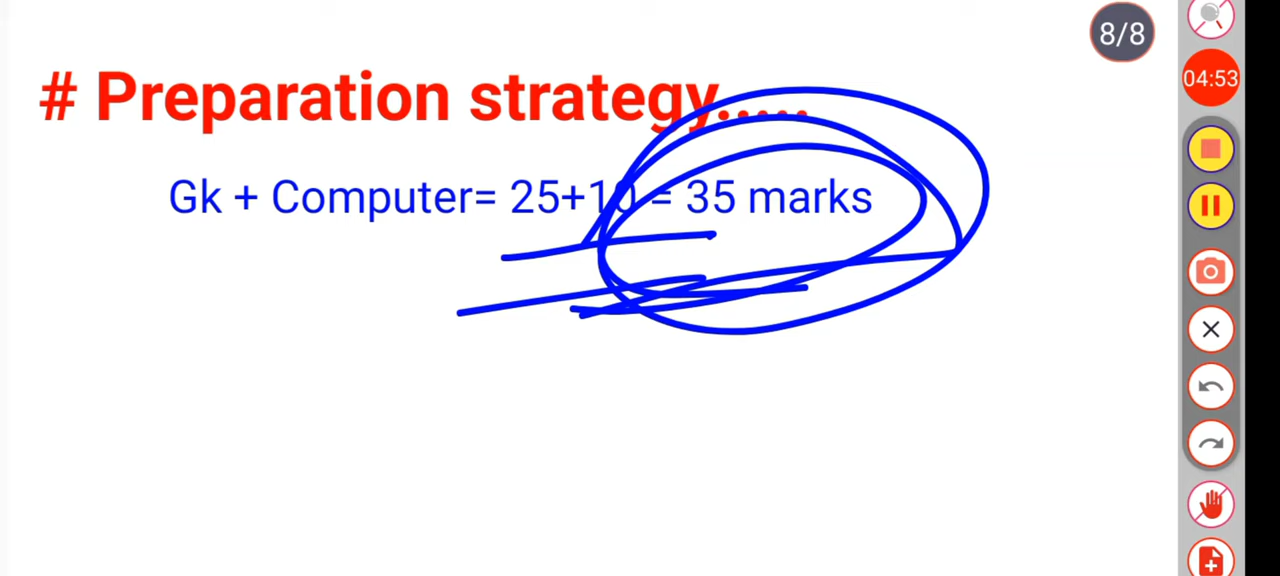 8/8
# Preparation strategy.....
04:53
Gk + Computer= 25+10 = 35 marks